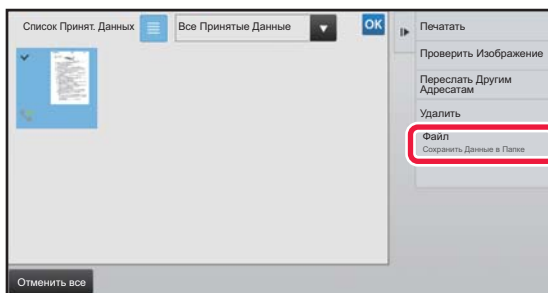 Список Принят. Данных
Все Принятые Данные
OK
Печатать
Проверить Изображение
Переслать Другим
Адресатам
Удалить
Файл
Сохранить Данные в Папке
Отменить все